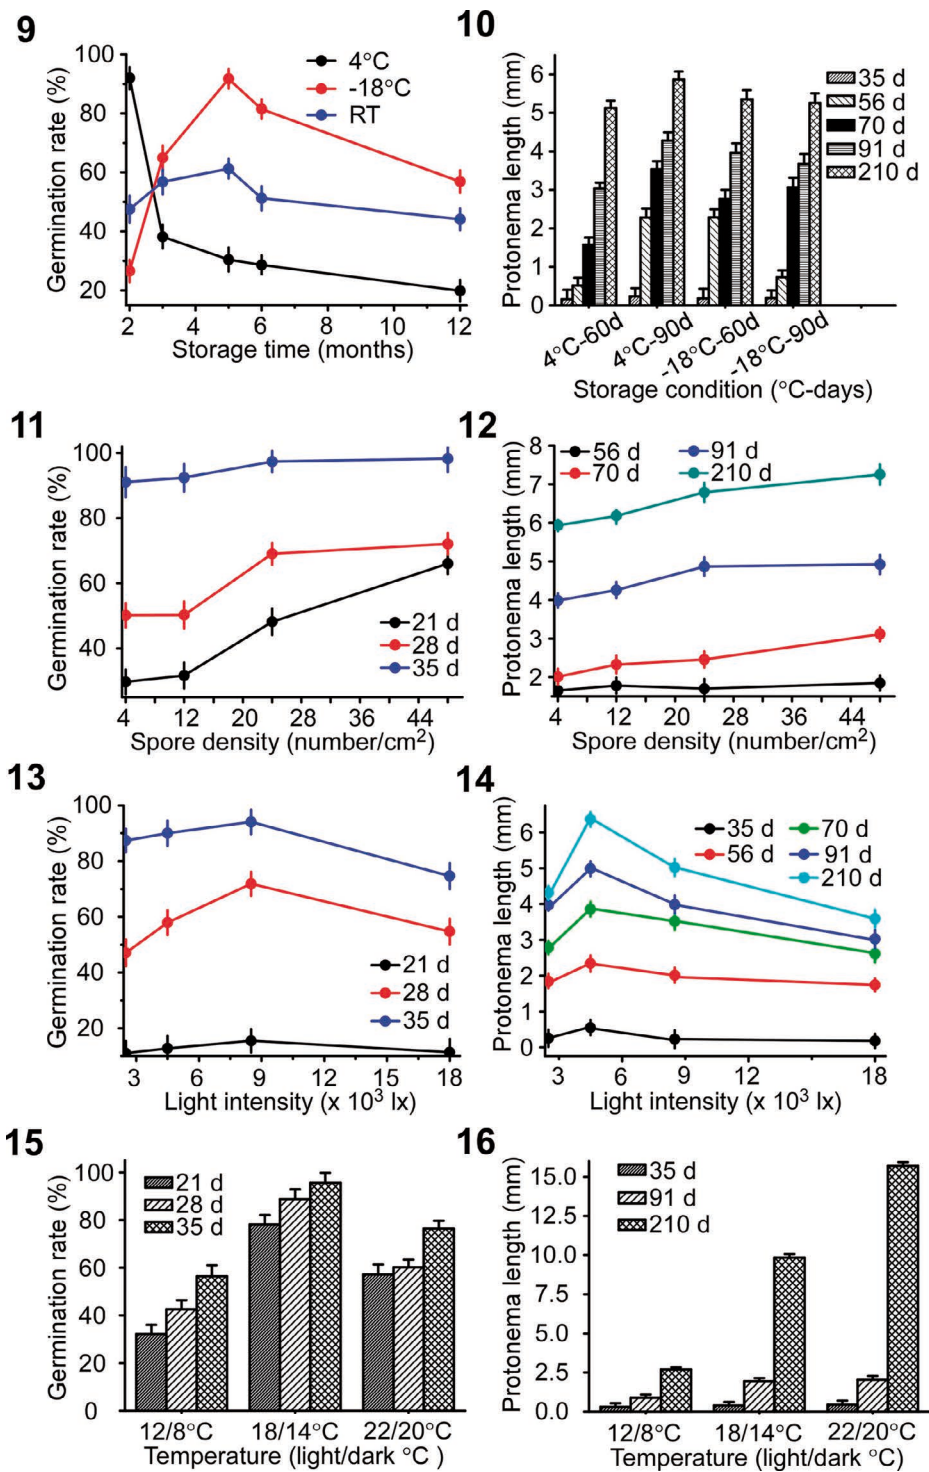 9
Germination rate (%)
100
80
60
40
20
4°C
-18°C
RT
2 4 6 8 10 12
Storage time (months)
10
Protonema length (mm)
6
5
4
3
2
1
0
35 d
56 d
70 d
91 d
210 d
4°C-60d
4°C-90d
-18°C-60d
-18°C-90d
Storage condition (°C-days)
11
Germination rate (%)
100
80
60
40
21 d
28 d
35 d
4 12 20 28 36 44
Spore density (number/cm²)
12
Protonema length (mm)
8
7
6
5
4
3
2
56 d 91 d
70 d 210 d
4 12 20 28 36 44
Spore density (number/cm²)
13
Germination rate (%)
100
80
60
40
20
21 d
28 d
35 d
3 6 9 12 15 18
Light intensity (x 10³ lx)
14
Protonema length (mm)
6
5
4
3
2
1
0
35 d 70 d
56 d 91 d
210 d
3 6 9 12 15 18
Light intensity (x 10³ lx)
15
Germination rate (%)
100
80
60
40
20
0
21 d
28 d
35 d
12/8°C 18/14°C 22/20°C
Temperature (light/dark °C )
16
Protonema length (mm)
15.0
10.0
5.0
2.5
0.0
35 d
91 d
210 d
12/8°C 18/14°C 22/20°C
Temperature (light/dark °C)